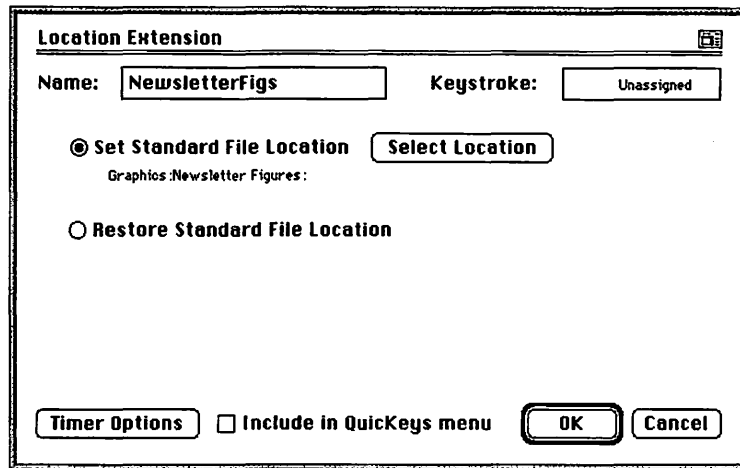 Location Extension
Name: NewsletterFigs Keystroke: Unassigned
Set Standard File Location Select Location
Graphics:Newsletter Figures:
Restore Standard File Location
Timer Options Include in QuicKeys menu OK Cancel